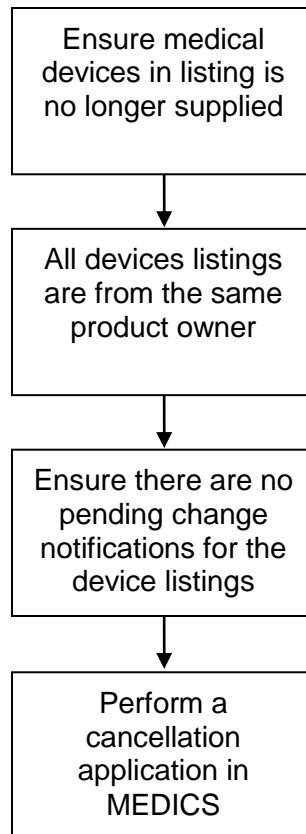 Ensure medical
devices in listing is
no longer supplied
All devices listings
are from the same
product owner
Ensure there are no
pending change
notifications for the
device listings
Perform a
cancellation
application in
MEDICS